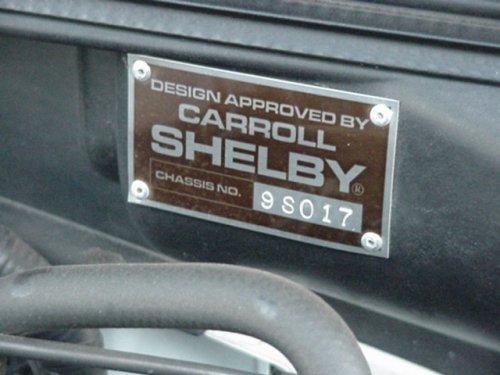 DESIGN APPROVED BY
CARROLL
SHELBY®
CHASSIS NO. 9S017